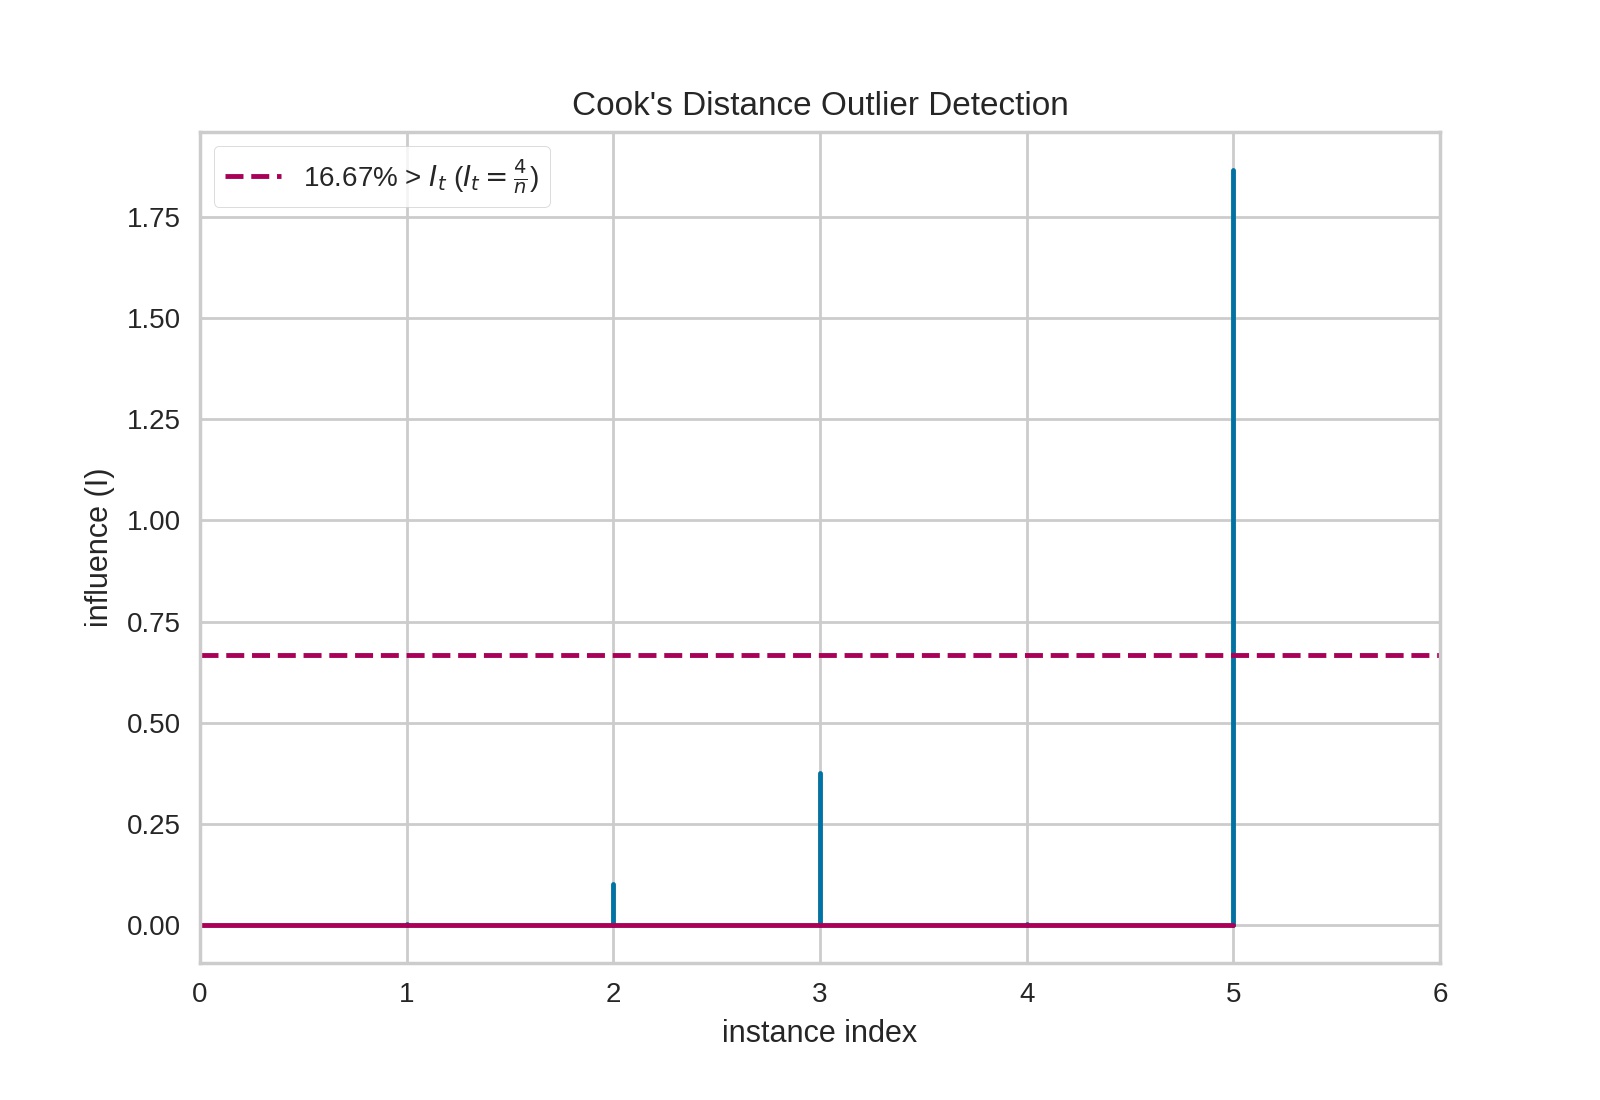 Cook's Distance Outlier Detection
16.67% > I_t (I_t = 4/n)
1.75
1.50
1.25
1.00
0.75
0.50
0.25
0.00
influence (I)
0 1 2 3 4 5 6
instance index